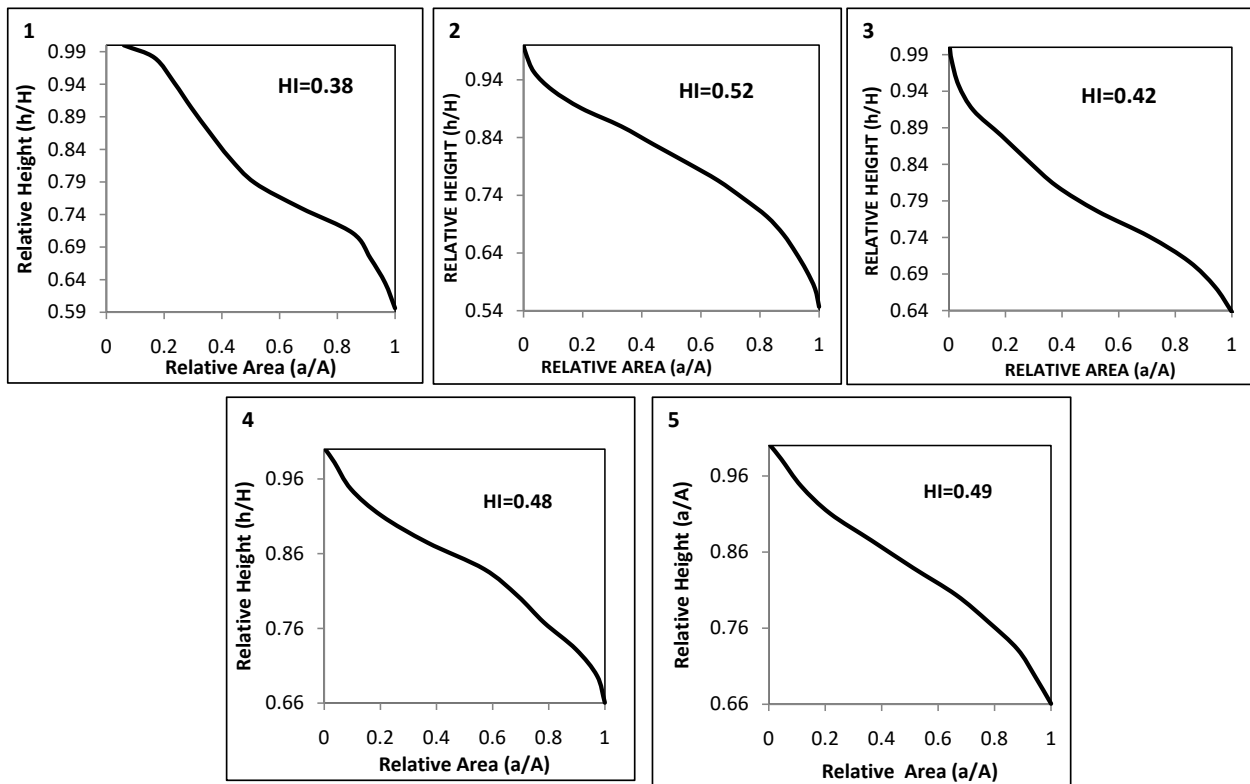 1
0.99
0.94
0.89
0.84
0.79
0.74
0.69
0.64
0.59
Relative Height (h/H)
HI=0.38
0 0.2 0.4 0.6 0.8 1
Relative Area (a/A)
2
0.94
0.84
0.74
0.64
0.54
RELATIVE HEIGHT (h/H)
HI=0.52
0 0.2 0.4 0.6 0.8 1
RELATIVE AREA (a/A)
3
0.99
0.94
0.89
0.84
0.79
0.74
0.69
0.64
RELATIVE HEIGHT (h/H)
HI=0.42
0 0.2 0.4 0.6 0.8 1
RELATIVE AREA (a/A)
4
0.96
0.86
0.76
0.66
Relative Height (h/H)
HI=0.48
0 0.2 0.4 0.6 0.8 1
Relative Area (a/A)
5
0.96
0.86
0.76
0.66
Relative Height (a/A)
HI=0.49
0 0.2 0.4 0.6 0.8 1
Relative Area (a/A)